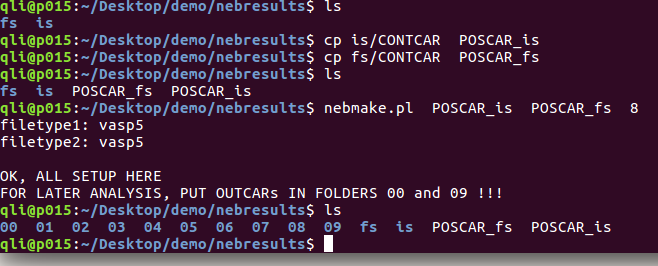 qli@p015:~/Desktop/demo/nebresults$ ls
fs  is
qli@p015:~/Desktop/demo/nebresults$ cp is/CONTCAR  POSCAR_is
qli@p015:~/Desktop/demo/nebresults$ cp fs/CONTCAR  POSCAR_fs
qli@p015:~/Desktop/demo/nebresults$ ls
fs  is  POSCAR_fs  POSCAR_is
qli@p015:~/Desktop/demo/nebresults$ nebmake.pl  POSCAR_is  POSCAR_fs  8
filetype1: vasp5
filetype2: vasp5

OK, ALL SETUP HERE
FOR LATER ANALYSIS, PUT OUTCARs IN FOLDERS 00 and 09 !!!
qli@p015:~/Desktop/demo/nebresults$ ls
00  01  02  03  04  05  06  07  08  09  fs  is  POSCAR_fs  POSCAR_is
qli@p015:~/Desktop/demo/nebresults$